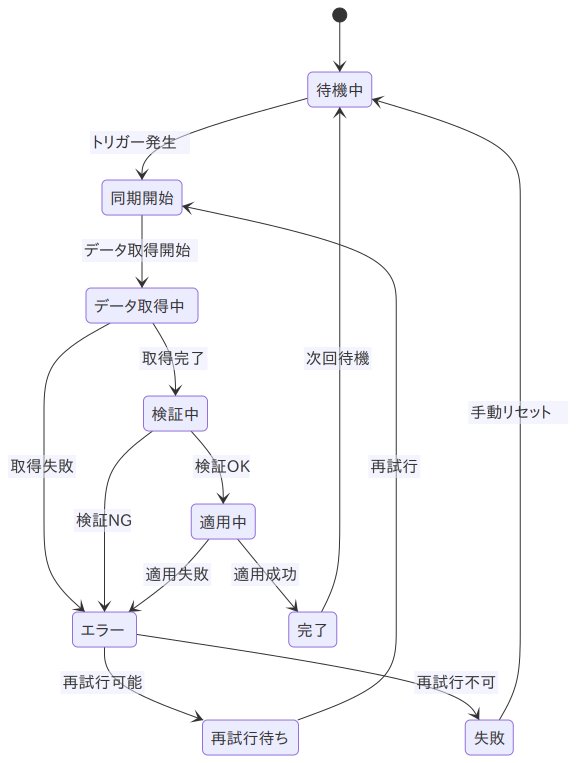 待機中
トリガー発生
同期開始
データ取得開始
データ取得中
取得完了
次回待機
検証中
手動リセット
取得失敗
検証OK
再試行
検証NG
適用中
適用失敗
適用成功
エラー
完了
再試行可能
再試行不可
再試行待ち
失敗